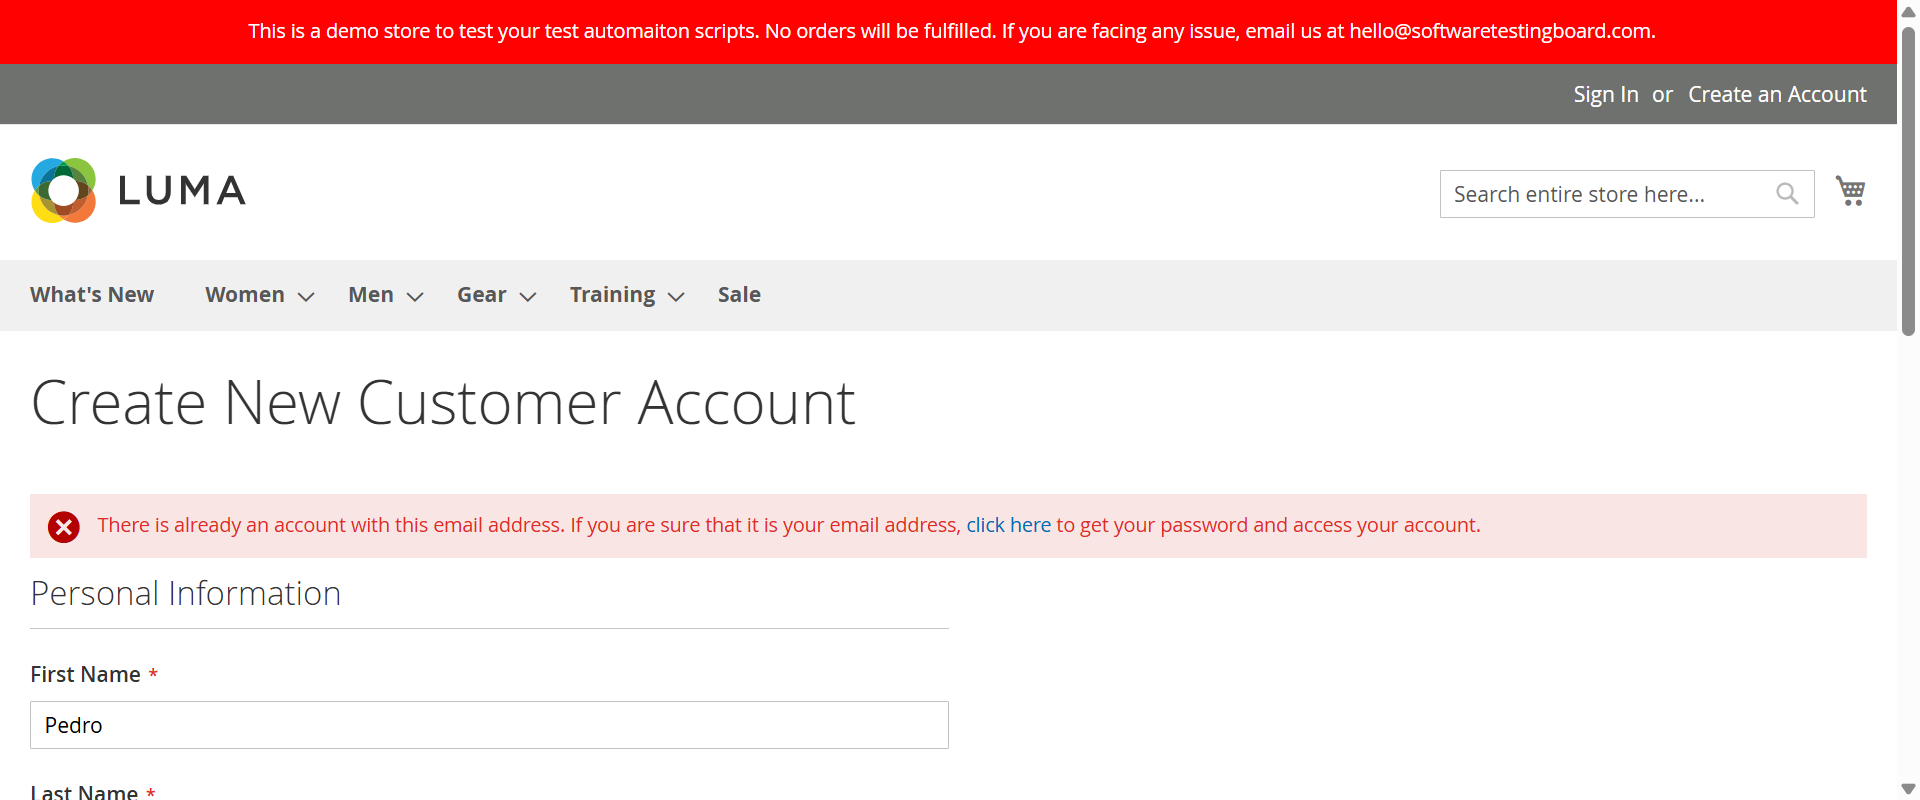 This is a demo store to test your test automaiton scripts. No orders will be fulfilled. If you are facing any issue, email us at hello@softwaretestingboard.com.
Sign In or Create an Account
LUMA
Search entire store here...
What's New Women Men Gear Training Sale
Create New Customer Account
There is already an account with this email address. If you are sure that it is your email address, click here to get your password and access your account.
Personal Information
First Name *
Pedro
Last Name *